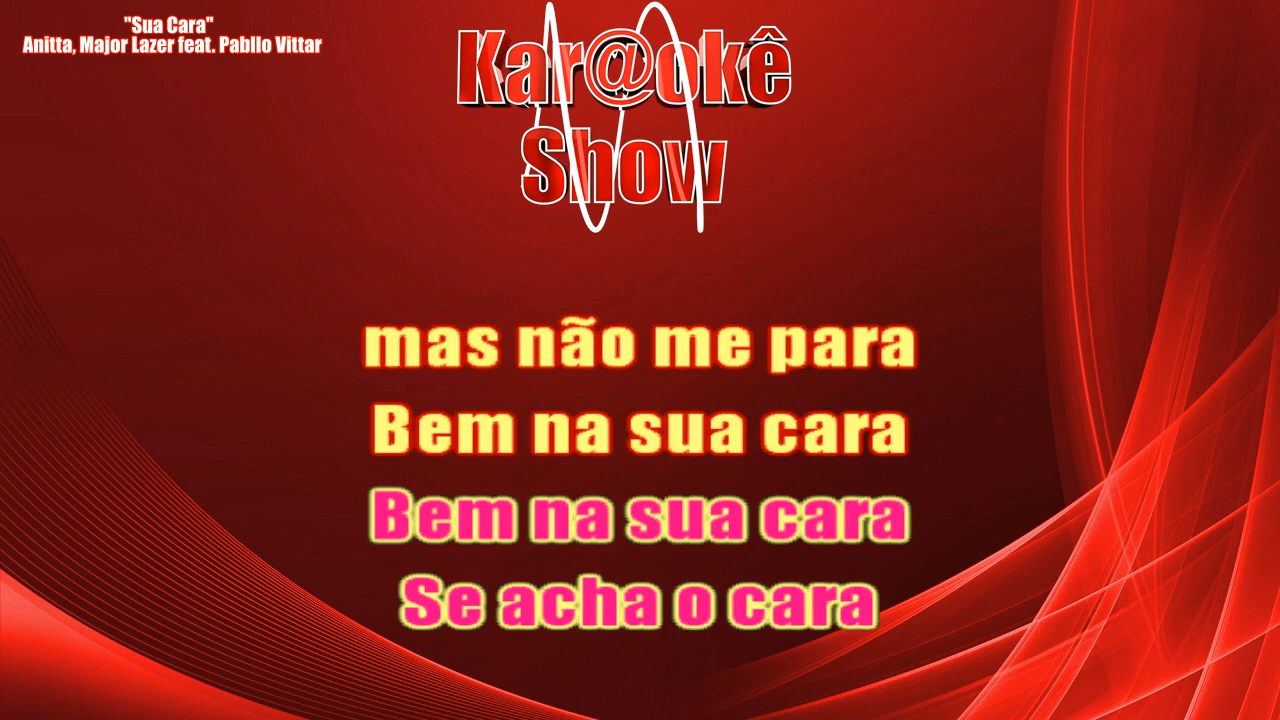 "Sua Cara"
Anitta, Major Lazer feat. Pabllo Vittar
Kar@okê
Show
mas não me para
Bem na sua cara
Bem na sua cara
Se acha o cara